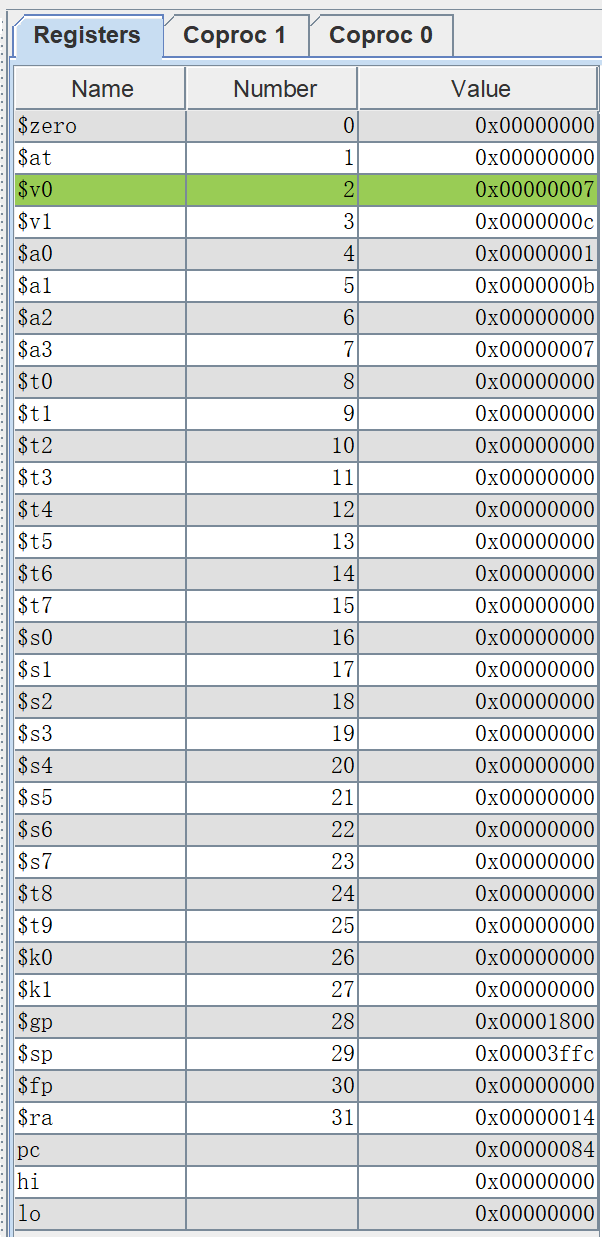 Registers Coproc 1 Coproc 0
Name Number Value
$zero 0 0x00000000
$at 1 0x00000000
$v0 2 0x00000007
$v1 3 0x0000000c
$a0 4 0x00000001
$a1 5 0x0000000b
$a2 6 0x00000000
$a3 7 0x00000007
$t0 8 0x00000000
$t1 9 0x00000000
$t2 10 0x00000000
$t3 11 0x00000000
$t4 12 0x00000000
$t5 13 0x00000000
$t6 14 0x00000000
$t7 15 0x00000000
$s0 16 0x00000000
$s1 17 0x00000000
$s2 18 0x00000000
$s3 19 0x00000000
$s4 20 0x00000000
$s5 21 0x00000000
$s6 22 0x00000000
$s7 23 0x00000000
$t8 24 0x00000000
$t9 25 0x00000000
$k0 26 0x00000000
$k1 27 0x00000000
$gp 28 0x00001800
$sp 29 0x00003ffc
$fp 30 0x00000000
$ra 31 0x00000014
pc 0x00000084
hi 0x00000000
lo 0x00000000